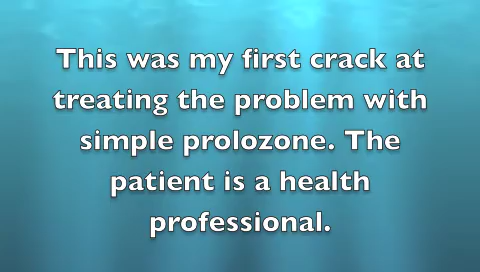 This was my first crack at
treating the problem with
simple prolozone. The
patient is a health
professional.